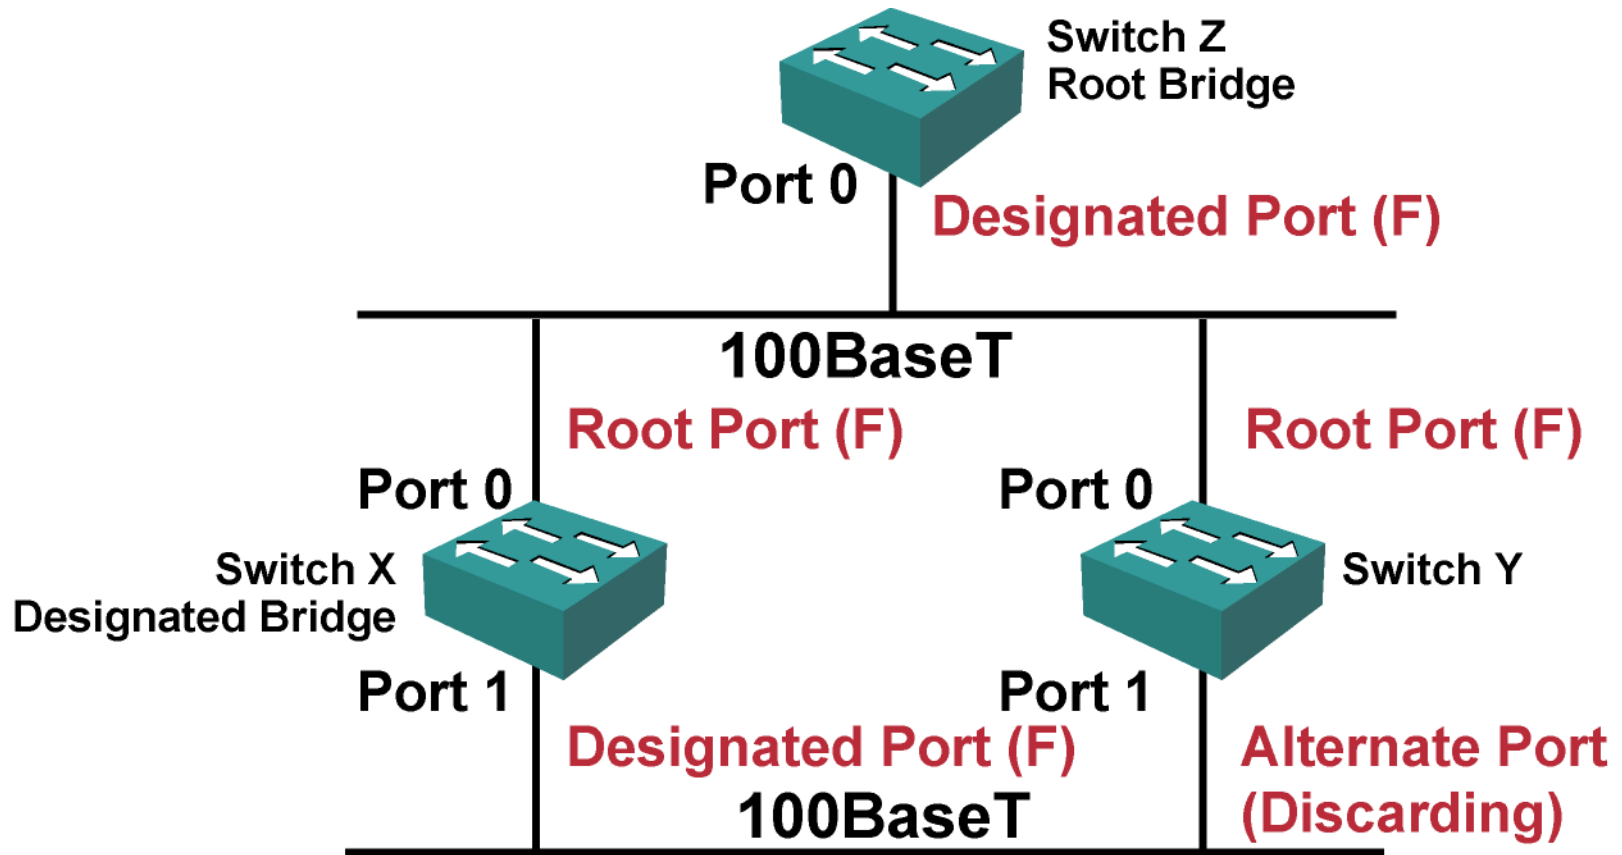 Switch Z
Root Bridge
Port 0
Designated Port (F)
100BaseT
Root Port (F)
Root Port (F)
Port 0
Port 0
Switch X
Designated Bridge
Switch Y
Port 1
Port 1
Designated Port (F)
Alternate Port
(Discarding)
100BaseT